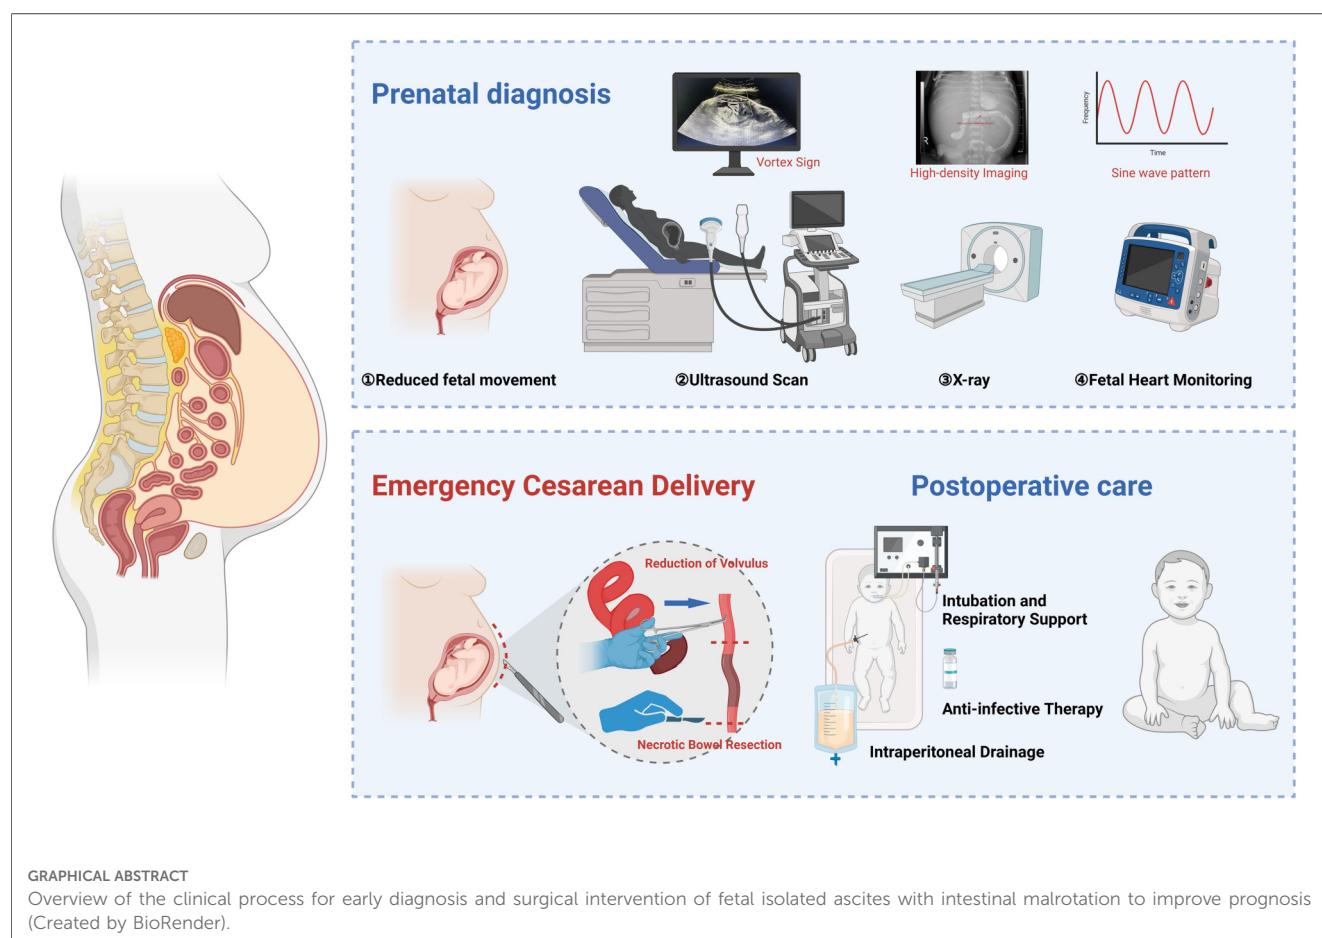 Prenatal diagnosis
Vortex Sign
R
High-density Imaging
Frequency
Time
Sine wave pattern
①Reduced fetal movement
②Ultrasound Scan
③X-ray
④Fetal Heart Monitoring
Emergency Cesarean Delivery
Reduction of Volvulus
Necrotic Bowel Resection
Postoperative care
Intubation and
Respiratory Support
Anti-infective Therapy
Intraperitoneal Drainage
GRAPHICAL ABSTRACT
Overview of the clinical process for early diagnosis and surgical intervention of fetal isolated ascites with intestinal malrotation to improve prognosis
(Created by BioRender).